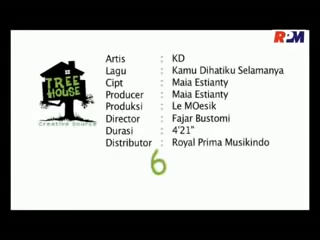 RPM
TREE
HOUSE
Creative Source
Artis : KD
Lagu : Kamu Dihatiku Selamanya
Cipt : Maia Estianty
Producer : Maia Estianty
Produksi : Le MOesik
Director : Fajar Bustomi
Durasi : 4'21"
Distributor : Royal Prima Musikindo
6